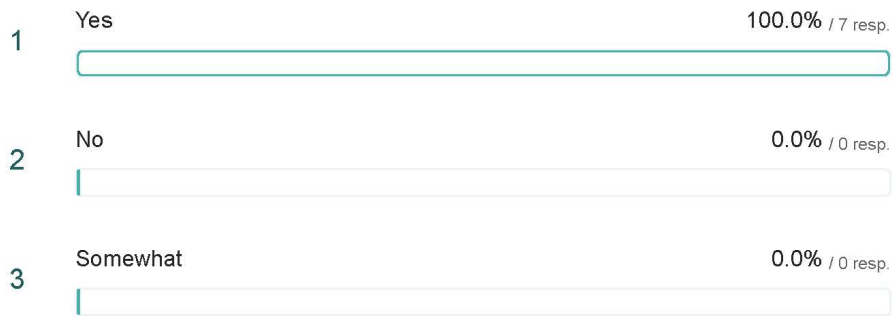 1 Yes 100.0% / 7 resp.
2 No 0.0% / 0 resp.
3 Somewhat 0.0% / 0 resp.